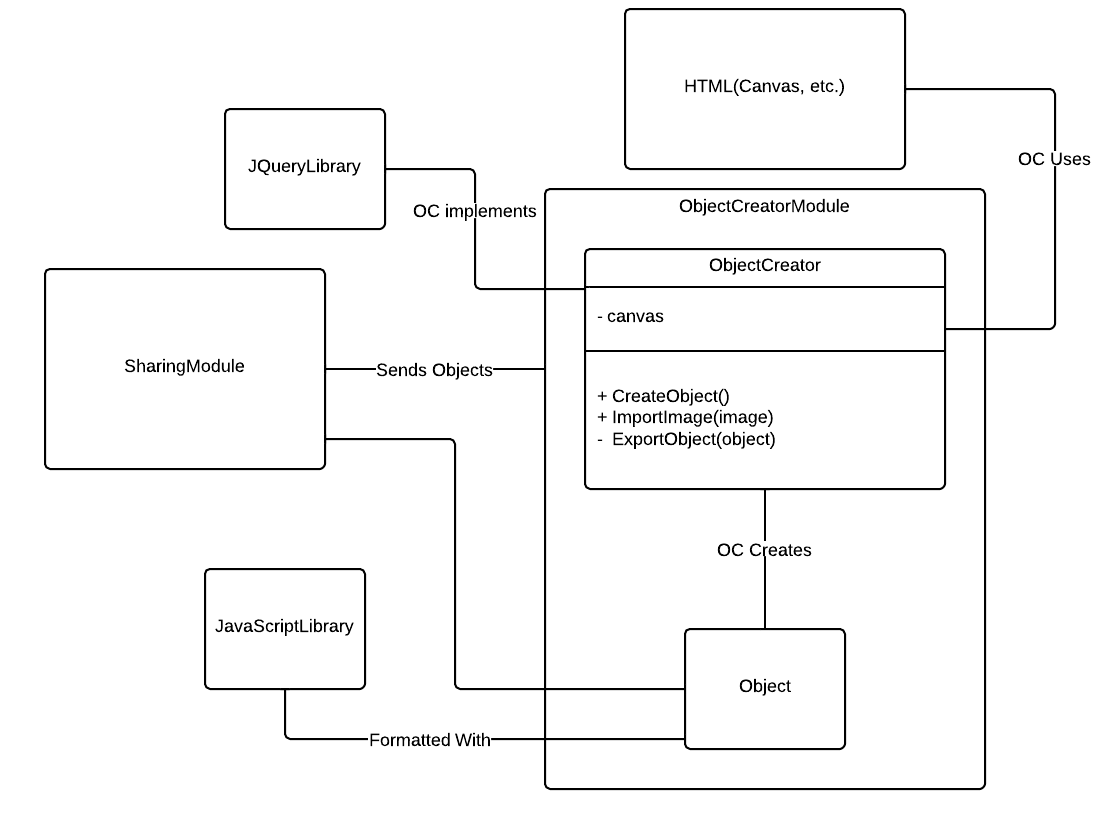 HTML(Canvas, etc.)
JQueryLibrary
OC Uses
OC implements
ObjectCreatorModule
ObjectCreator
- canvas
SharingModule
Sends Objects
+ CreateObject()
+ ImportImage(image)
-  ExportObject(object)
OC Creates
JavaScriptLibrary
Object
Formatted With